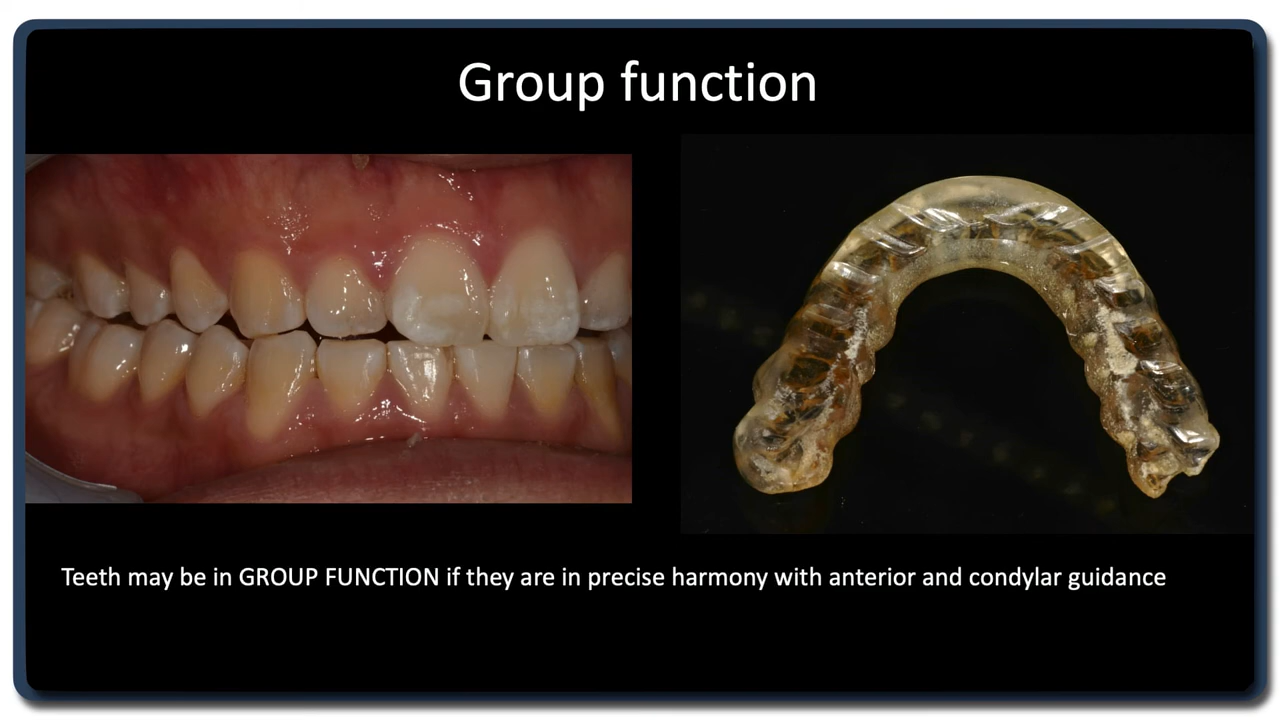 Group function
Teeth may be in GROUP FUNCTION if they are in precise harmony with anterior and condylar guidance